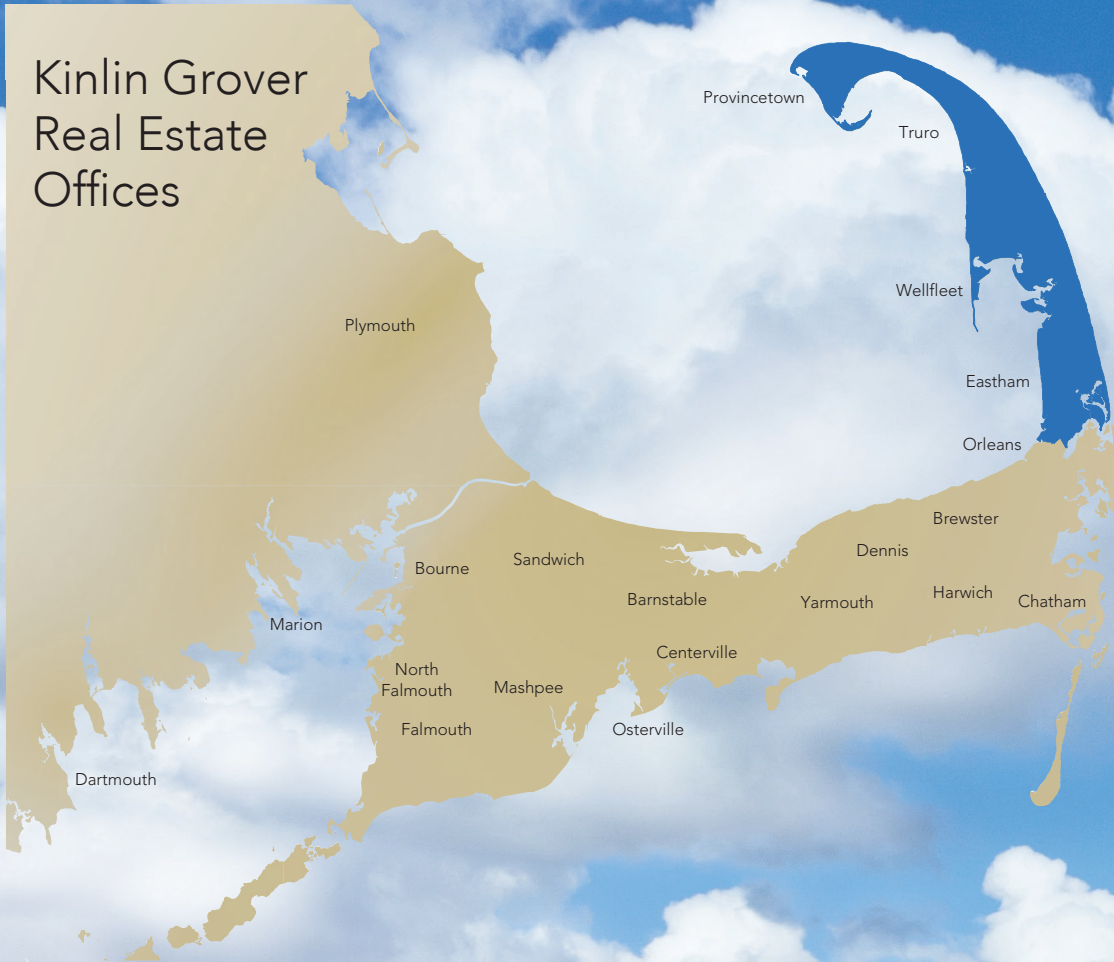 Kinlin Grover
Real Estate
Offices
Provincetown
Truro
Wellfleet
Plymouth
Eastham
Orleans
Brewster
Dennis
Sandwich
Bourne
Harwich
Barnstable
Yarmouth
Chatham
Marion
Centerville
North
Falmouth
Mashpee
Falmouth
Osterville
Dartmouth